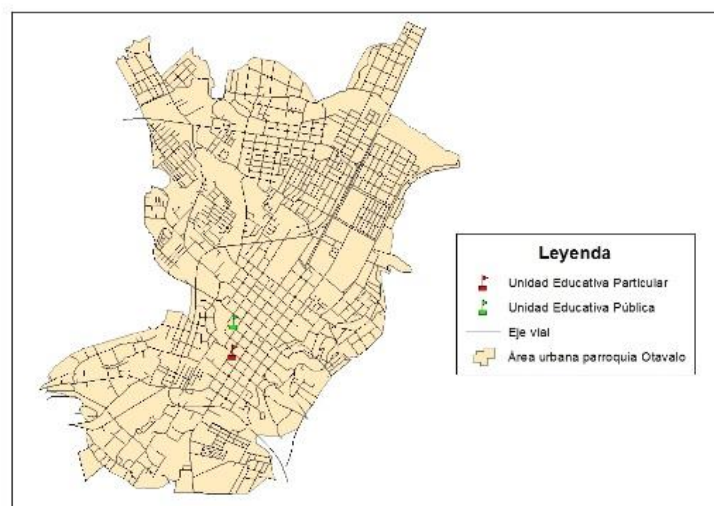 Leyenda
Unidad Educativa Particular
Unidad Educativa Pública
Eje vial
Área urbana parroquia Otavalo